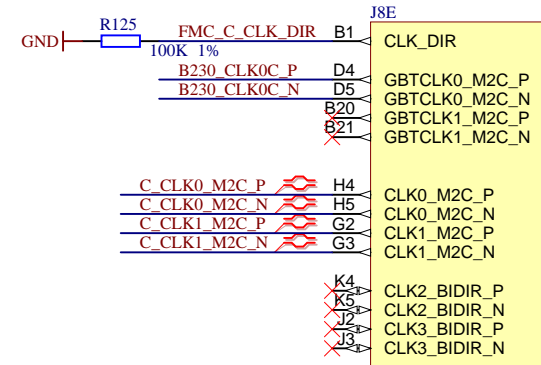 J8E
R125
GND
FMC_C_CLK_DIR B1 CLK_DIR
100K 1%
B230_CLK0C_P D4 GBTCLK0_M2C_P
B230_CLK0C_N D5 GBTCLK0_M2C_N
B20 GBTCLK1_M2C_P
B21 GBTCLK1_M2C_N
C_CLK0_M2C_P H4 CLK0_M2C_P
C_CLK0_M2C_N H5 CLK0_M2C_N
C_CLK1_M2C_P G2 CLK1_M2C_P
C_CLK1_M2C_N G3 CLK1_M2C_N
K4 CLK2_BIDIR_P
K5 CLK2_BIDIR_N
J2 CLK3_BIDIR_P
J3 CLK3_BIDIR_N